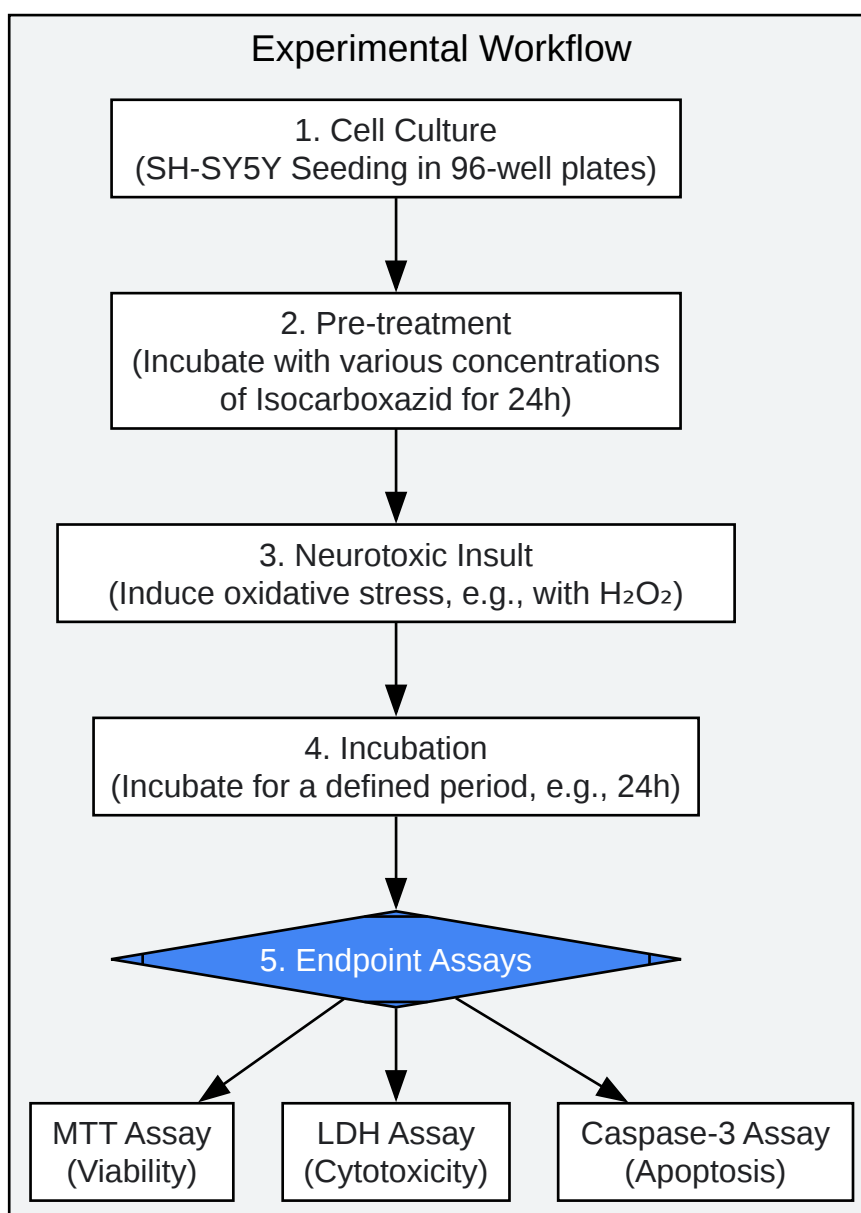 Experimental Workflow
1. Cell Culture
(SH-SY5Y Seeding in 96-well plates)
2. Pre-treatment
(Incubate with various concentrations
of Isocarboxazid for 24h)
3. Neurotoxic Insult
(Induce oxidative stress, e.g., with H₂O₂)
4. Incubation
(Incubate for a defined period, e.g., 24h)
5. Endpoint Assays
MTT Assay
(Viability)
LDH Assay
(Cytotoxicity)
Caspase-3 Assay
(Apoptosis)